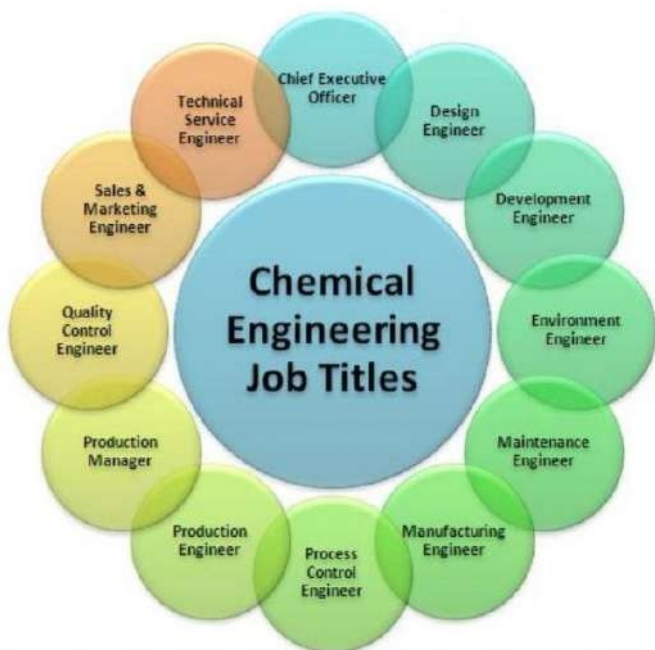 Chemical
Engineering
Job Titles
Chief Executive
Officer
Design
Engineer
Development
Engineer
Environment
Engineer
Maintenance
Engineer
Manufacturing
Engineer
Process
Control
Engineer
Production
Engineer
Production
Manager
Quality
Control
Engineer
Sales &
Marketing
Engineer
Technical
Service
Engineer